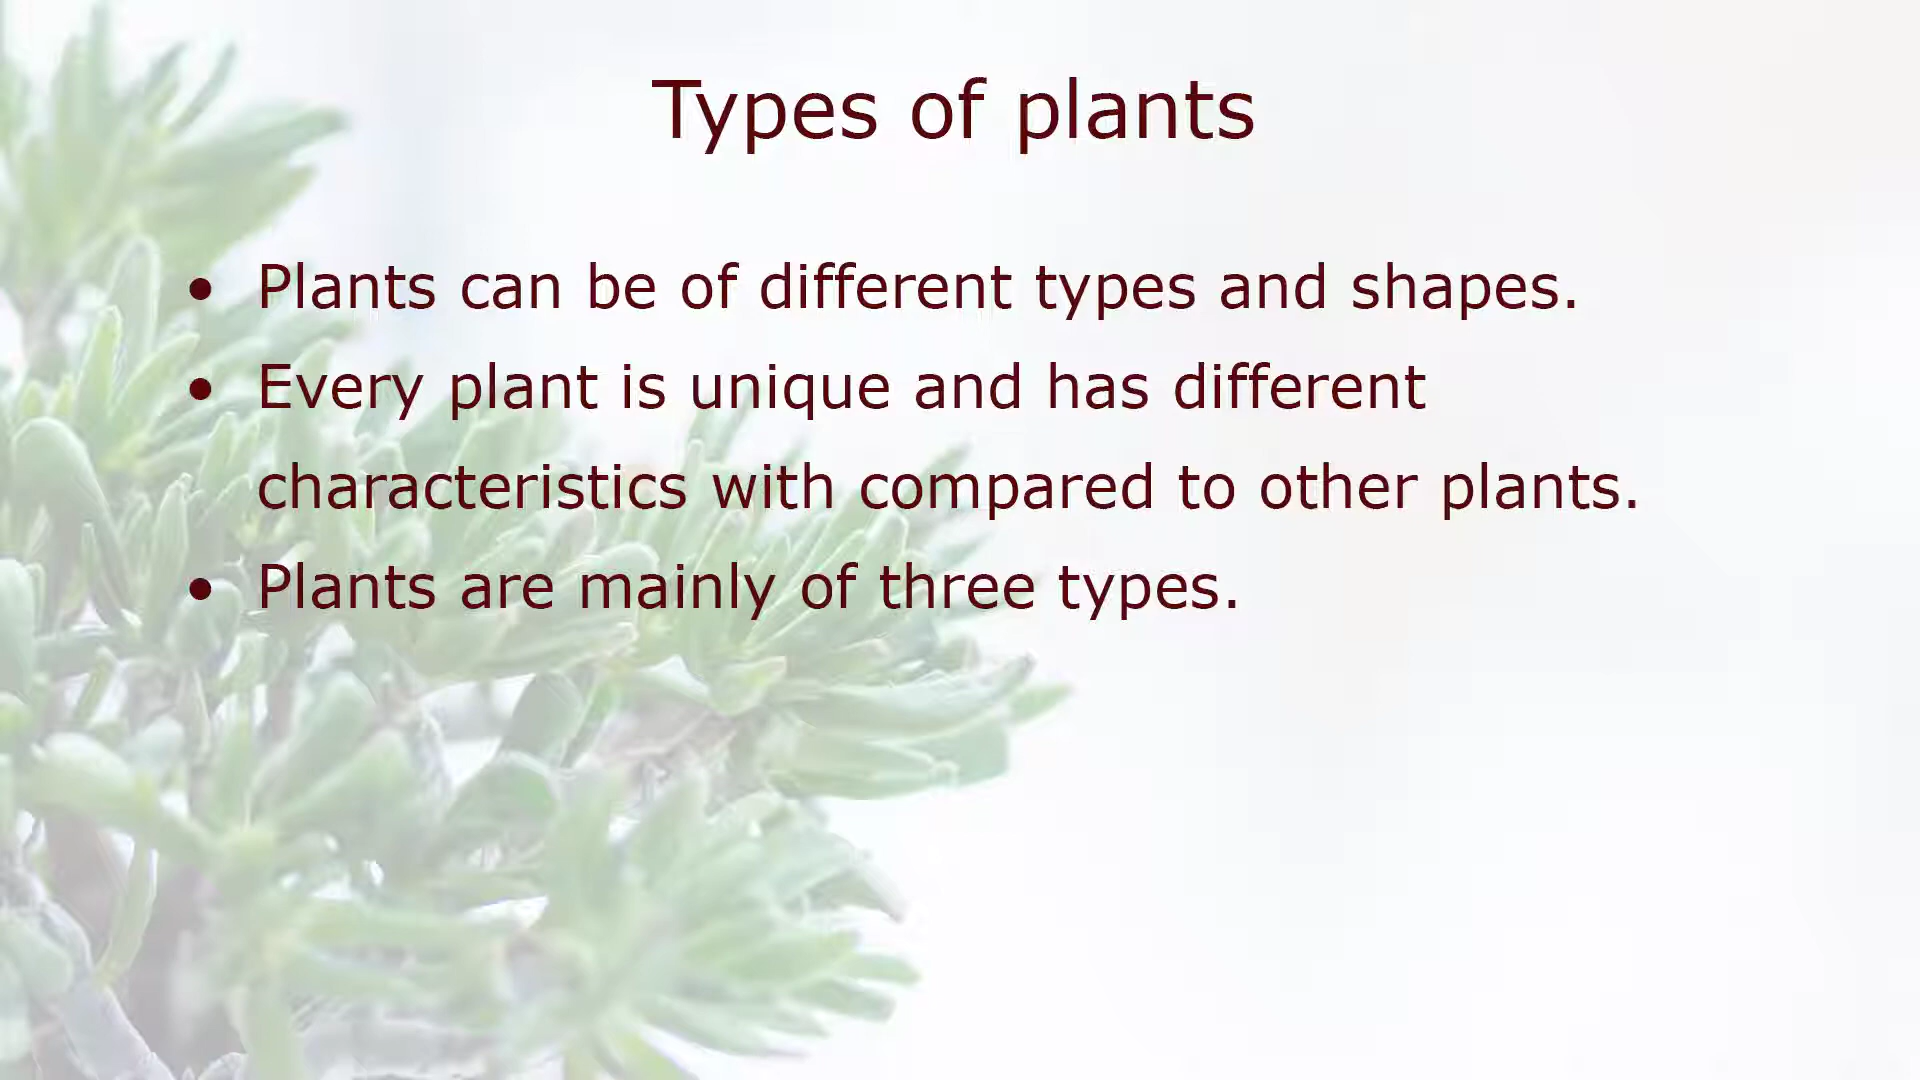 Types of plants
• Plants can be of different types and shapes.
• Every plant is unique and has different
characteristics with compared to other plants.
• Plants are mainly of three types.